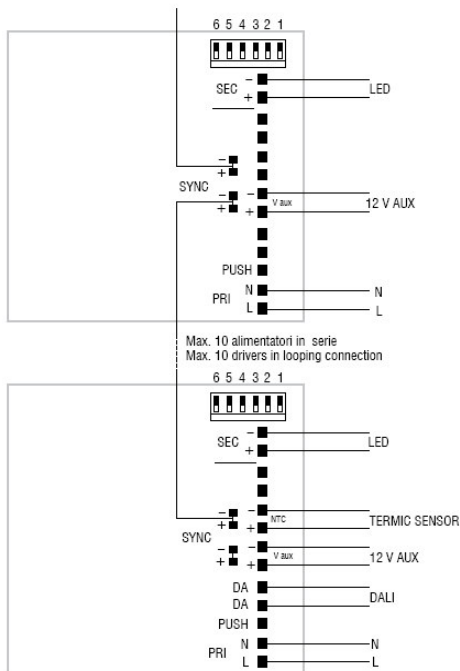 6 5 4 3 2 1
-
SEC
+
LED
-
+
SYNC
-
+
-
V aux
+
12 V AUX
PUSH
N
PRI
L
N
L
Max. 10 alimentatori in serie
Max. 10 drivers in looping connection
6 5 4 3 2 1
-
SEC
+
LED
-
+
-
NTC
+
TERMIC SENSOR
SYNC
-
+
-
V aux
+
12 V AUX
DA
DA
DALI
PUSH
N
PRI
L
N
L